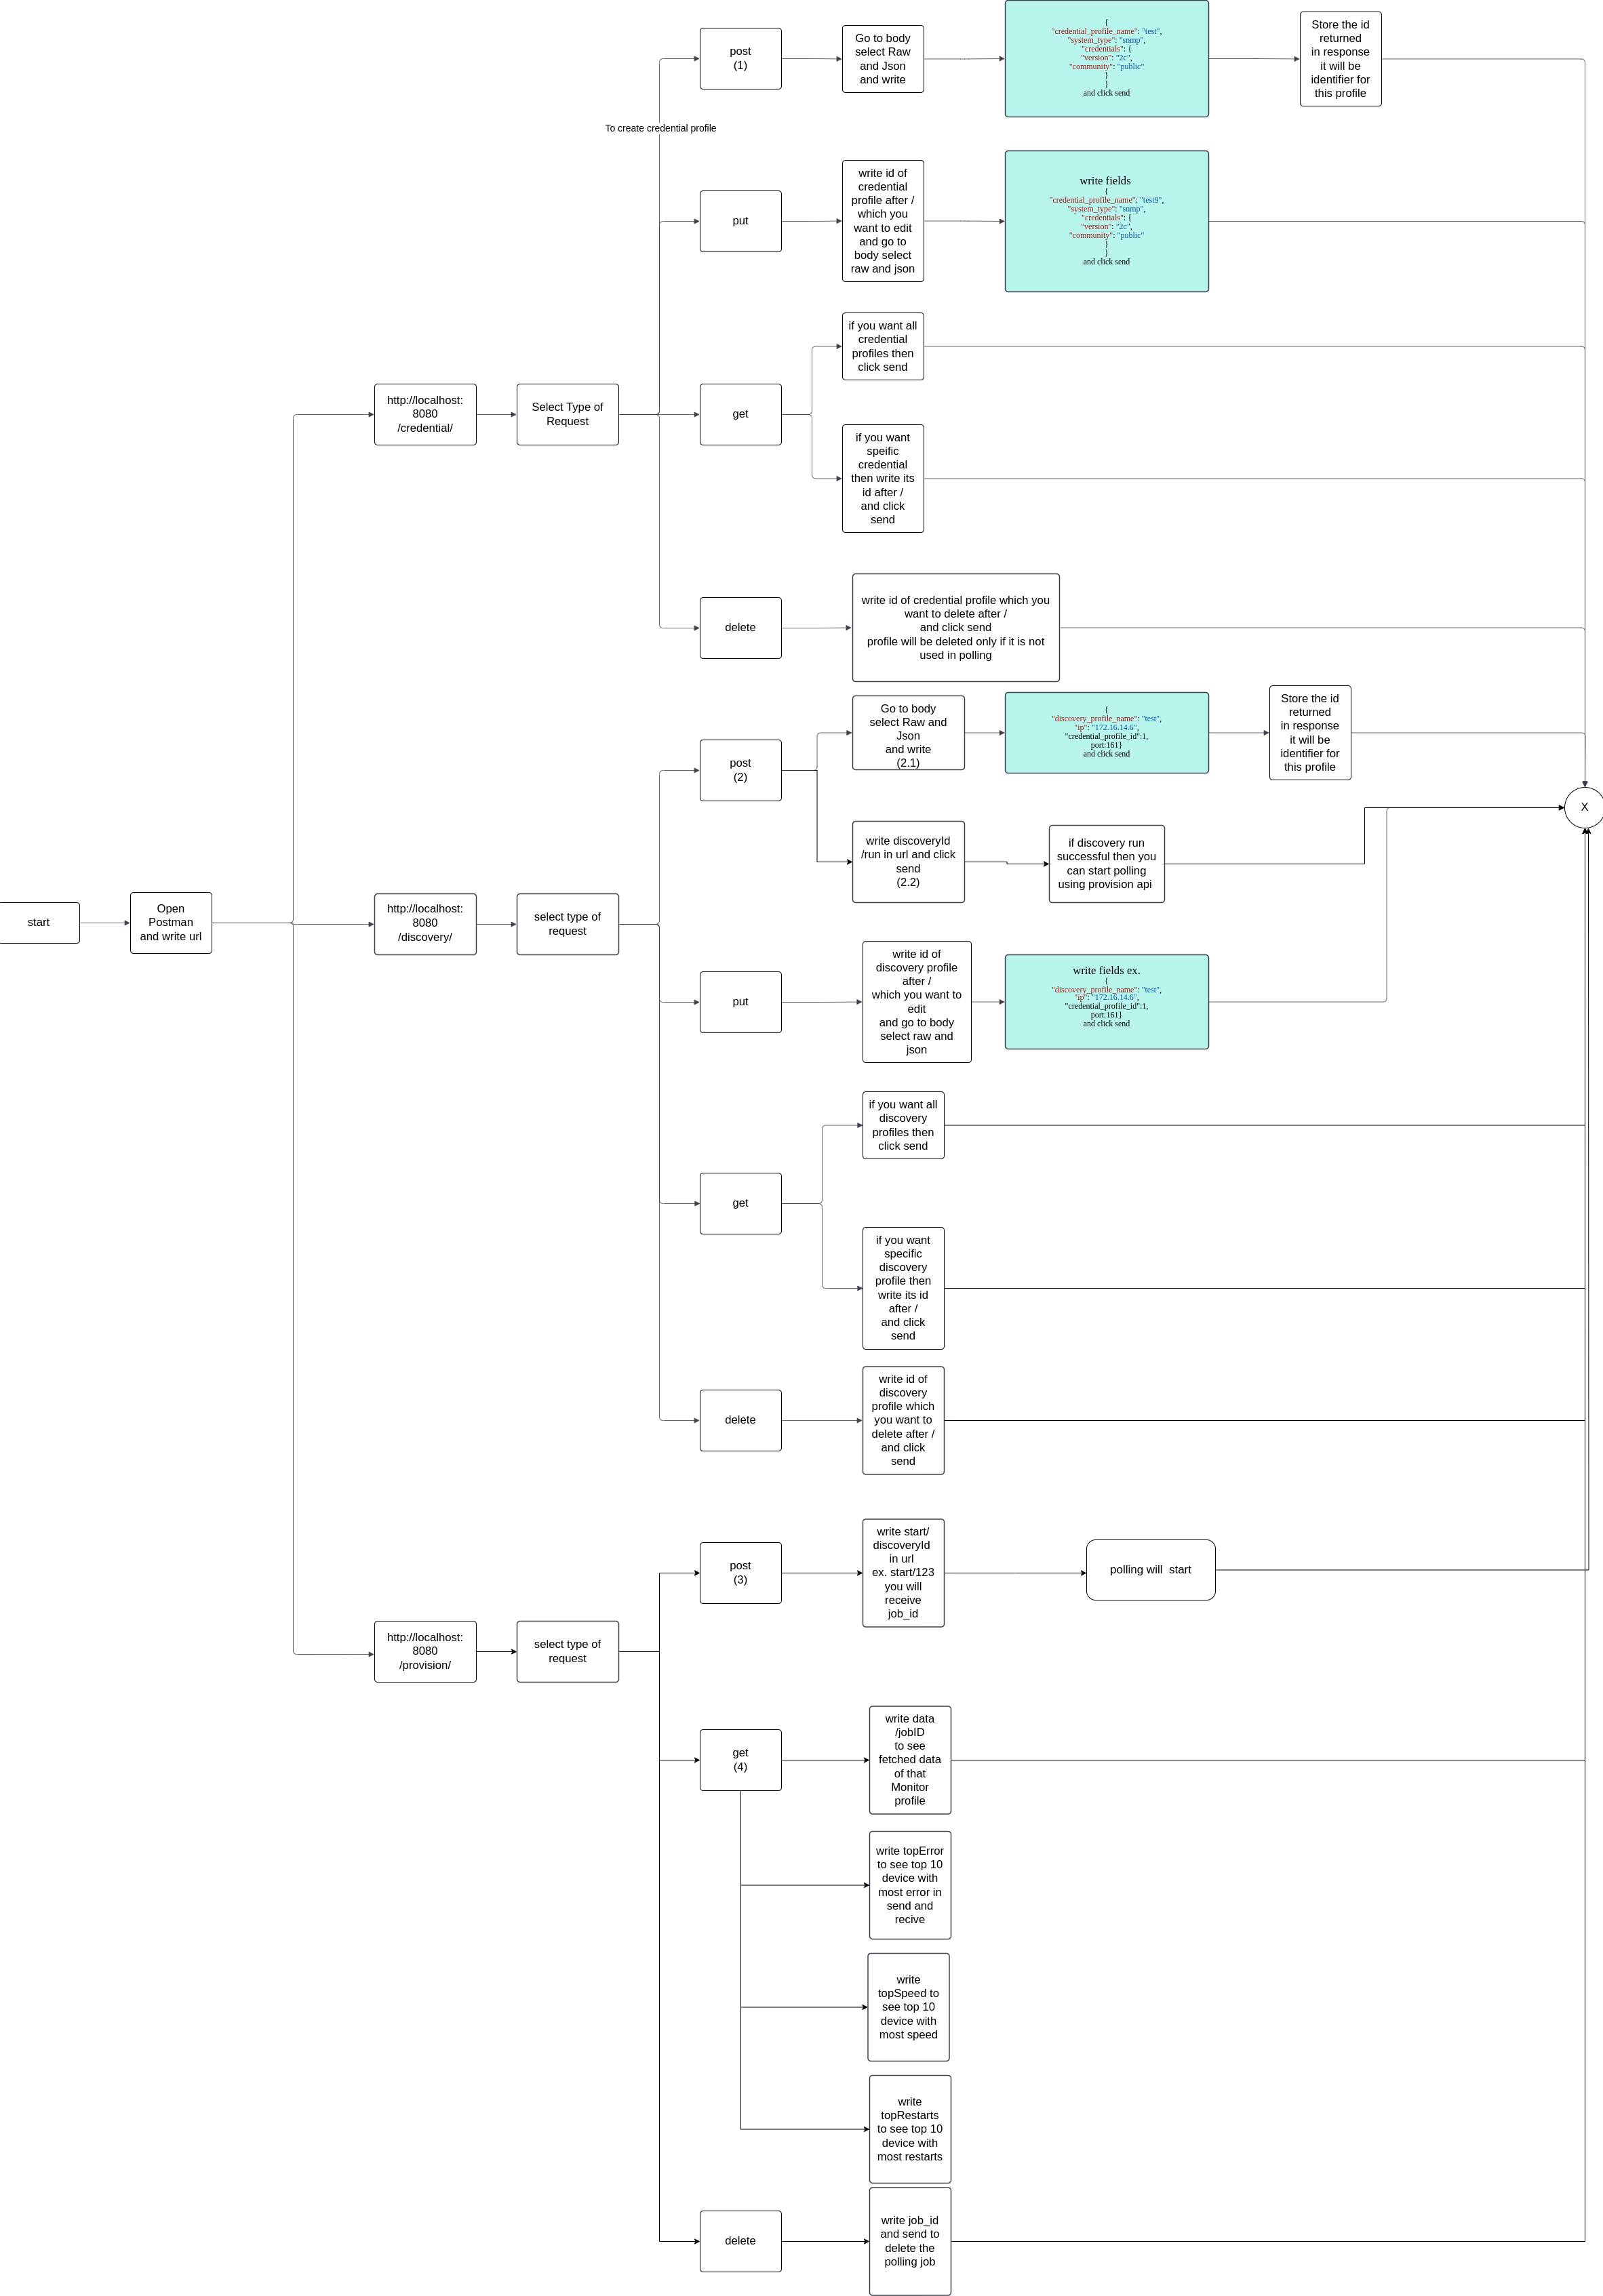 start
Open
Postman
and write url
http://localhost:
8080
/credential/
Select Type of
Request
To create credential profile
post
(1)
Go to body
select Raw
and Json
and write
{
"credential_profile_name": "test",
"system_type": "snmp",
"credentials": {
"version": "2c",
"community": "public"
}
}
and click send
Store the id
returned
in response
it will be
identifier for
this profile
put
write id of
credential
profile after /
which you
want to edit
and go to
body select
raw and json
write fields
{
"credential_profile_name": "test9",
"system_type": "snmp",
"credentials": {
"version": "2c",
"community": "public"
}
}
and click send
get
if you want all
credential
profiles then
click send
if you want
speific
credential
then write its
id after /
and click
send
delete
write id of credential profile which you
want to delete after /
and click send
profile will be deleted only if it is not
used in polling
http://localhost:
8080
/discovery/
select type of
request
post
(2)
Go to body
select Raw and
Json
and write
(2.1)
{
"discovery_profile_name": "test",
"ip": "172.16.14.6",
"credential_profile_id":1,
port:161}
and click send
Store the id
returned
in response
it will be
identifier for
this profile
X
write discoveryId
/run in url and click
send
(2.2)
if discovery run
successful then you
can start polling
using provision api
put
write id of
discovery profile
after /
which you want to
edit
and go to body
select raw and
json
write fields ex.
{
"discovery_profile_name": "test",
"ip": "172.16.14.6",
"credential_profile_id":1,
port:161}
and click send
get
if you want all
discovery
profiles then
click send
if you want
specific
discovery
profile then
write its id
after /
and click
send
delete
write id of
discovery
profile which
you want to
delete after /
and click
send
http://localhost:
8080
/provision/
select type of
request
post
(3)
write start/
discoveryId
in url
ex. start/123
you will
receive
job_id
polling will  start
get
(4)
write data
/jobID
to see
fetched data
of that
Monitor
profile
write topError
to see top 10
device with
most error in
send and
recive
write
topSpeed to
see top 10
device with
most speed
write
topRestarts
to see top 10
device with
most restarts
delete
write job_id
and send to
delete the
polling job